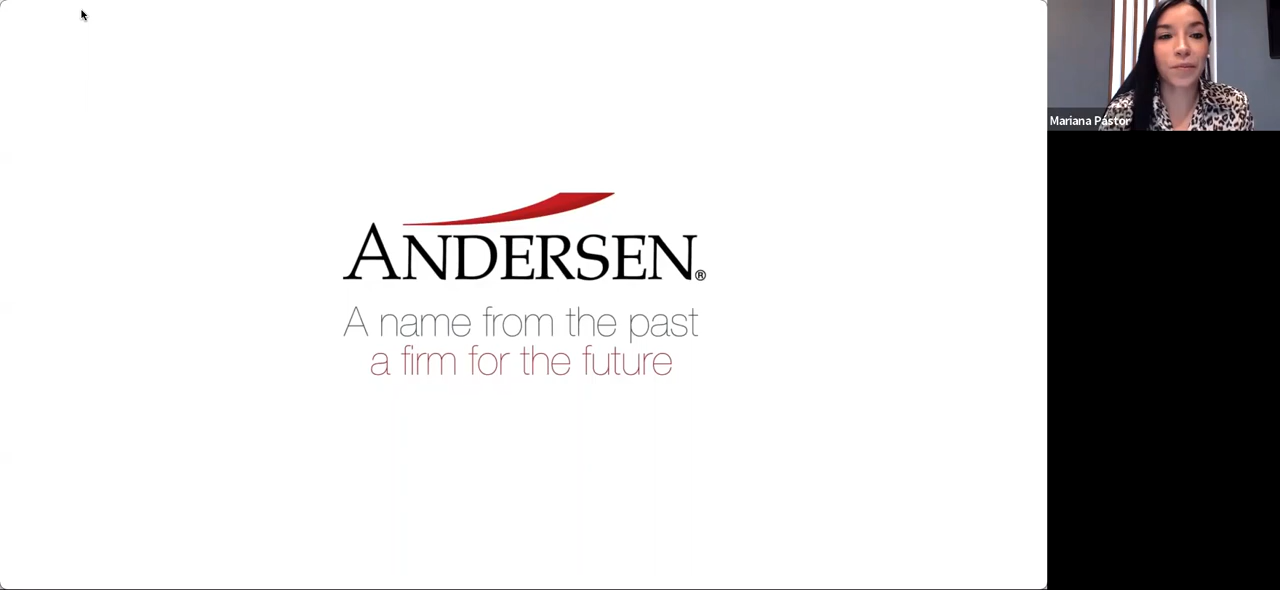 ANDERSEN®
A name from the past
a firm for the future
Mariana Pastor